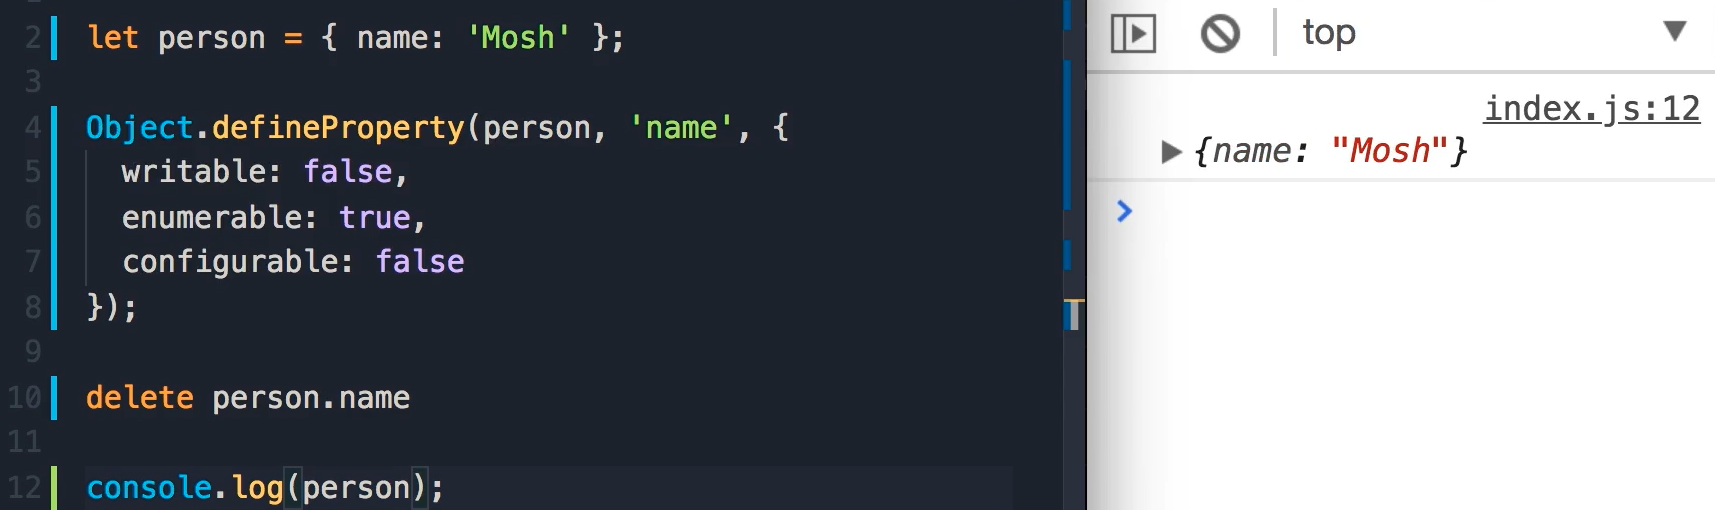 2 let person = { name: 'Mosh' };
3
4 Object.defineProperty(person, 'name', {
5 writable: false,
6 enumerable: true,
7 configurable: false
8 });
9
10 delete person.name
11
12 console.log(person);
top
index.js:12
{name: "Mosh"}